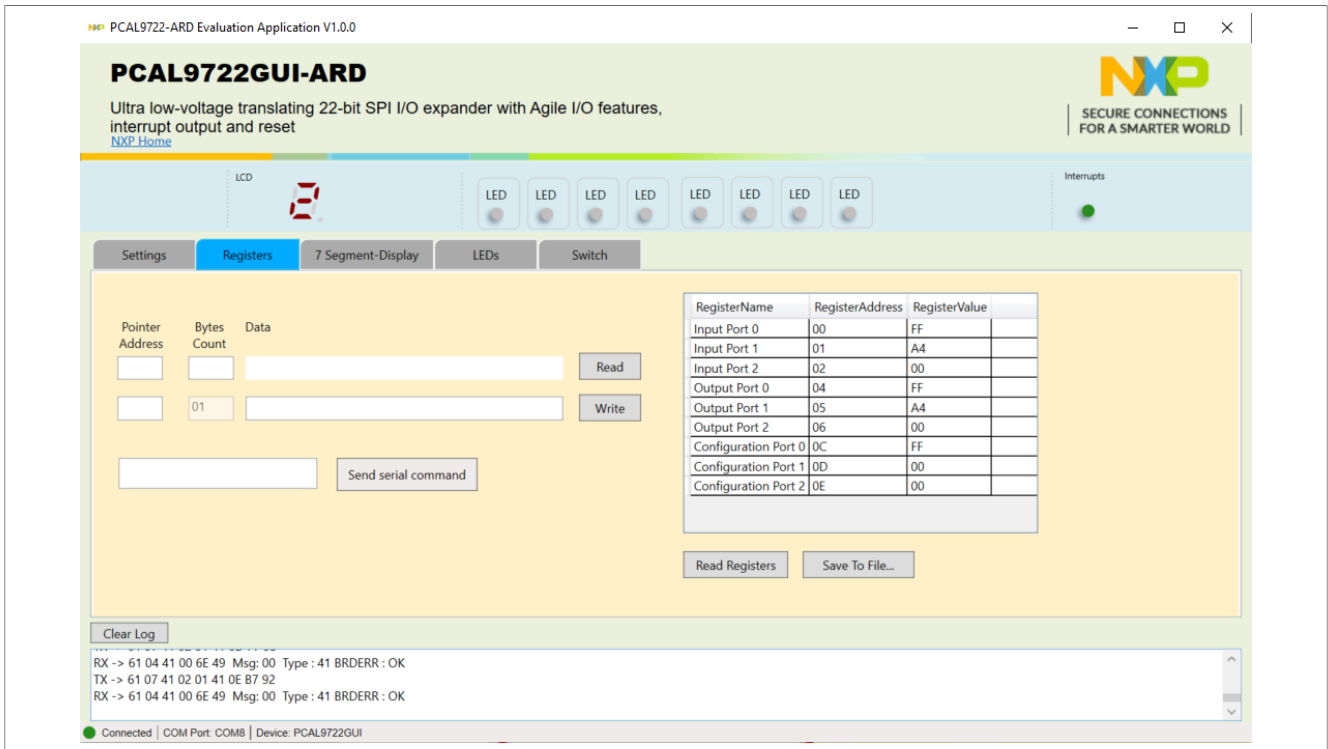 NXP PCAL9722-ARD Evaluation Application V1.0.0
PCAL9722GUI-ARD
Ultra low-voltage translating 22-bit SPI I/O expander with Agile I/O features,
interrupt output and reset
NXP Home
NXP
SECURE CONNECTIONS
FOR A SMARTER WORLD
LCD
2
LED LED LED LED LED LED LED LED
Interrupts
Settings Registers 7 Segment-Display LEDs Switch
Pointer Address Bytes Count Data
Read
01
Write
Send serial command
RegisterName RegisterAddress RegisterValue
Input Port 0 00 FF
Input Port 1 01 A4
Input Port 2 02 00
Output Port 0 04 FF
Output Port 1 05 A4
Output Port 2 06 00
Configuration Port 0 0C FF
Configuration Port 1 0D 00
Configuration Port 2 0E 00
Read Registers Save To File...
Clear Log
RX -> 61 04 41 00 6E 49 Msg: 00 Type : 41 BRDERR : OK
TX -> 61 07 41 02 01 41 0E B7 92
RX -> 61 04 41 00 6E 49 Msg: 00 Type : 41 BRDERR : OK
Connected COM Port: COM8 Device: PCAL9722GUI